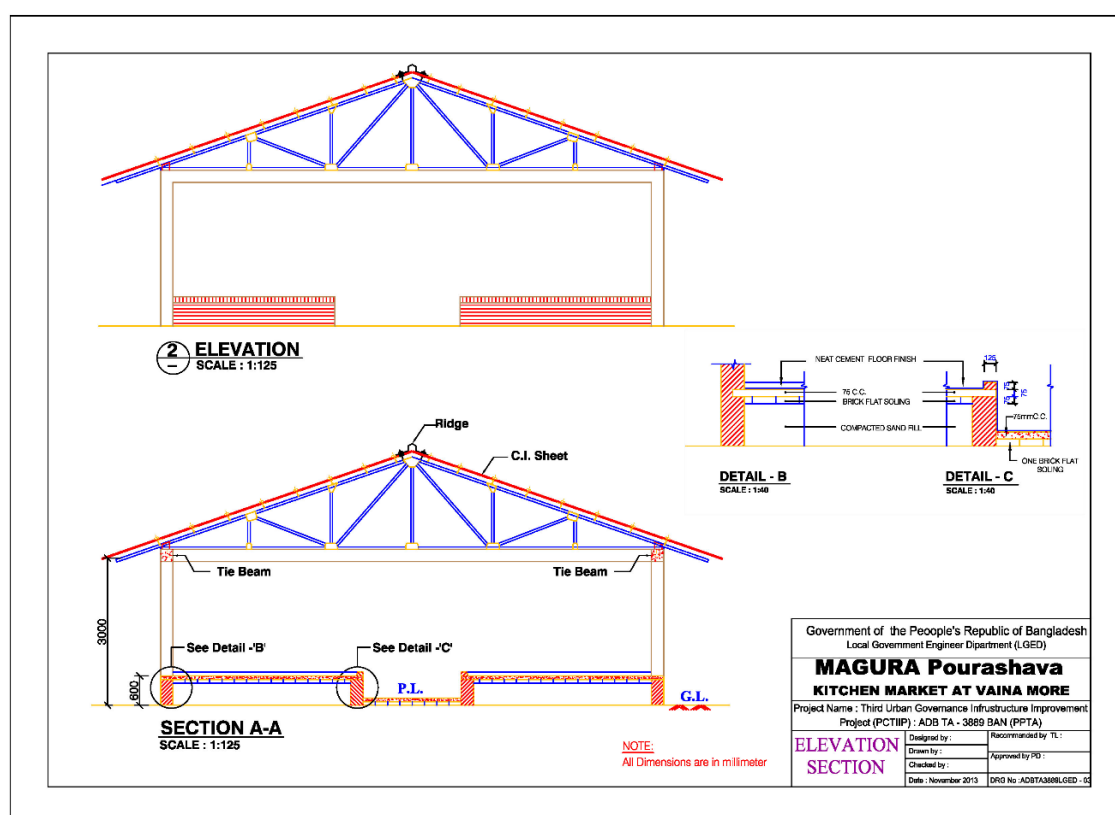 2
–
ELEVATION
SCALE : 1:125
125
NEAT CEMENT FLOOR FINISH
75 C.C.
BRICK FLAT SOLING
COMPACTED SAND FILL
75
75
75
75mmC.C.
ONE BRICK FLAT
SOLING
DETAIL - B
SCALE : 1:40
DETAIL - C
SCALE : 1:40
Ridge
C.I. Sheet
Tie Beam
Tie Beam
3000
See Detail -'B'
See Detail -'C'
600
P.L.
G.L.
SECTION A-A
SCALE : 1:125
NOTE:
All Dimensions are in millimeter
Government of the Peoople's Republic of Bangladesh
Local Government Engineer Dipartment (LGED)
MAGURA Pourashava
KITCHEN MARKET AT VAINA MORE
Project Name : Third Urban Governance Infrustructure Improvement
Project (PCTIIP) : ADB TA - 3889 BAN (PPTA)
ELEVATION
SECTION
Designed by :
Drawn by :
Checked by :
Date : November 2013
Recommanded by TL :
Approved by PD :
DRG No :ADBTA3889LGED - 03